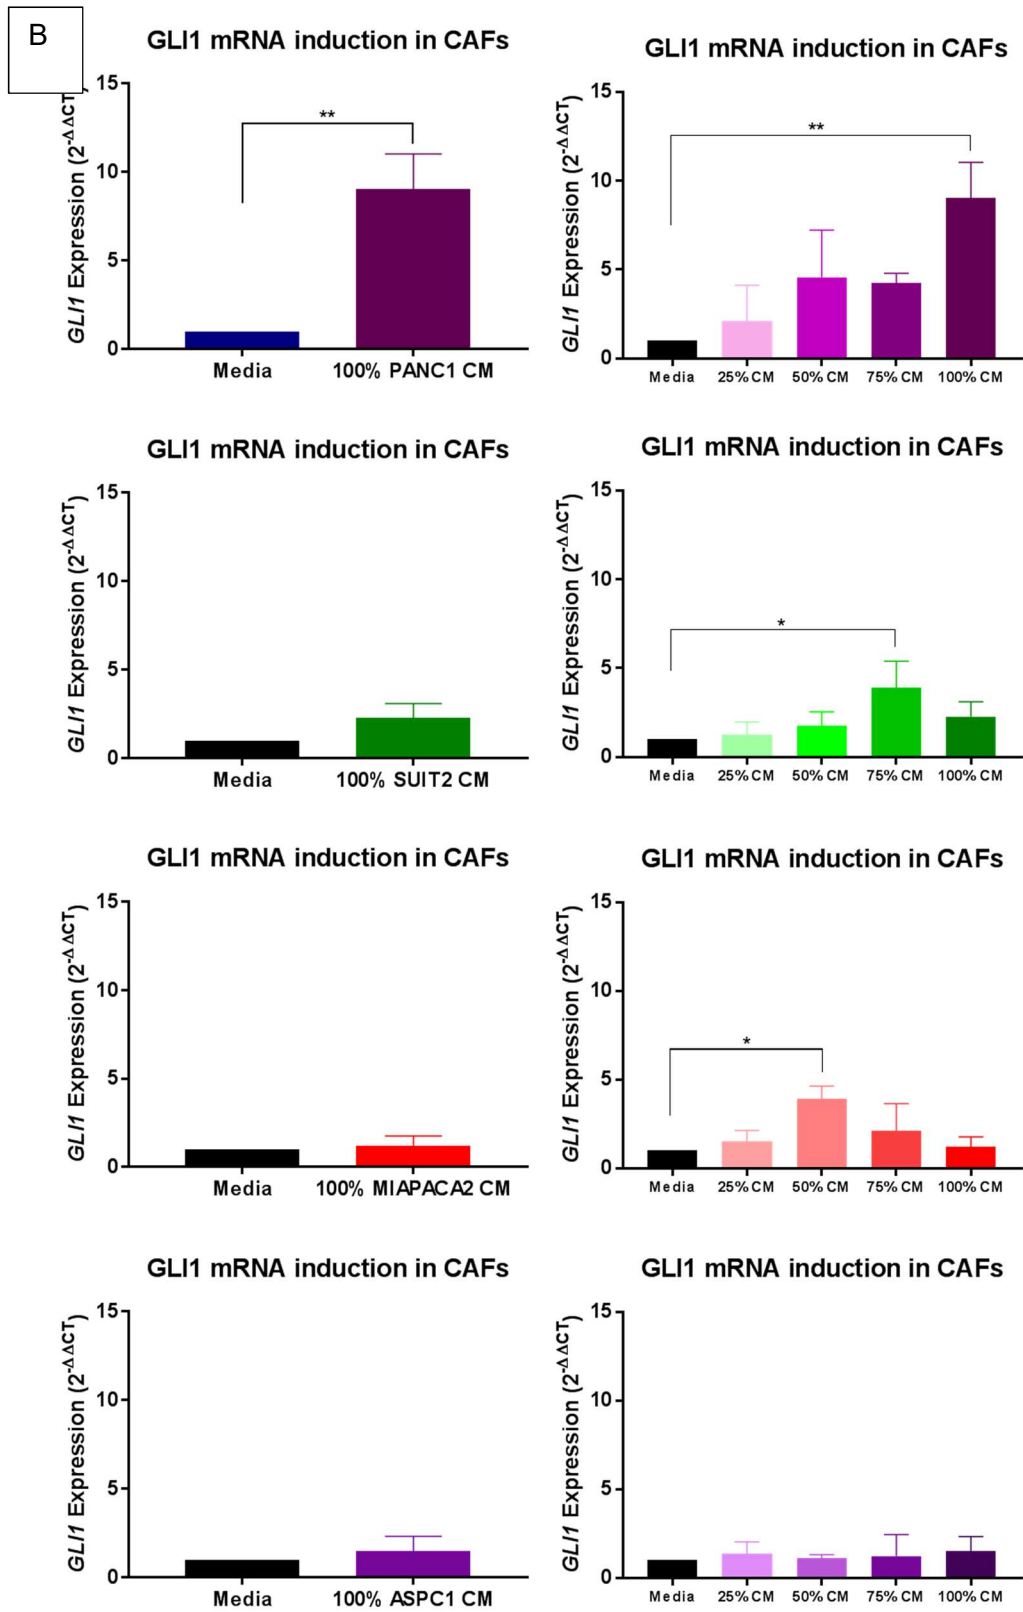 B
GLI1 mRNA induction in CAFs
GLI1 Expression (2-ΔΔCT)
15
10
5
0
**
Media
100% PANC1 CM
GLI1 mRNA induction in CAFs
GLI1 Expression (2-ΔΔCT)
15
10
5
0
**
Media
25% CM
50% CM
75% CM
100% CM
GLI1 mRNA induction in CAFs
GLI1 Expression (2-ΔΔCT)
15
10
5
0
Media
100% SUIT2 CM
GLI1 mRNA induction in CAFs
GLI1 Expression (2-ΔΔCT)
15
10
5
0
*
Media
25% CM
50% CM
75% CM
100% CM
GLI1 mRNA induction in CAFs
GLI1 Expression (2-ΔΔCT)
15
10
5
0
Media
100% MIAPACA2 CM
GLI1 mRNA induction in CAFs
GLI1 Expression (2-ΔΔCT)
15
10
5
0
*
Media
25% CM
50% CM
75% CM
100% CM
GLI1 mRNA induction in CAFs
GLI1 Expression (2-ΔΔCT)
15
10
5
0
Media
100% ASPC1 CM
GLI1 mRNA induction in CAFs
GLI1 Expression (2-ΔΔCT)
15
10
5
0
Media
25% CM
50% CM
75% CM
100% CM